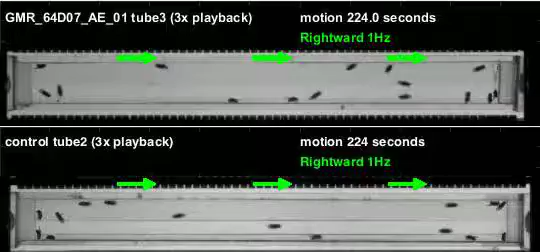 GMR_64D07_AE_01 tube3 (3x playback)
motion 224.0 seconds
Rightward 1Hz
control tube2 (3x playback)
motion 224 seconds
Rightward 1Hz